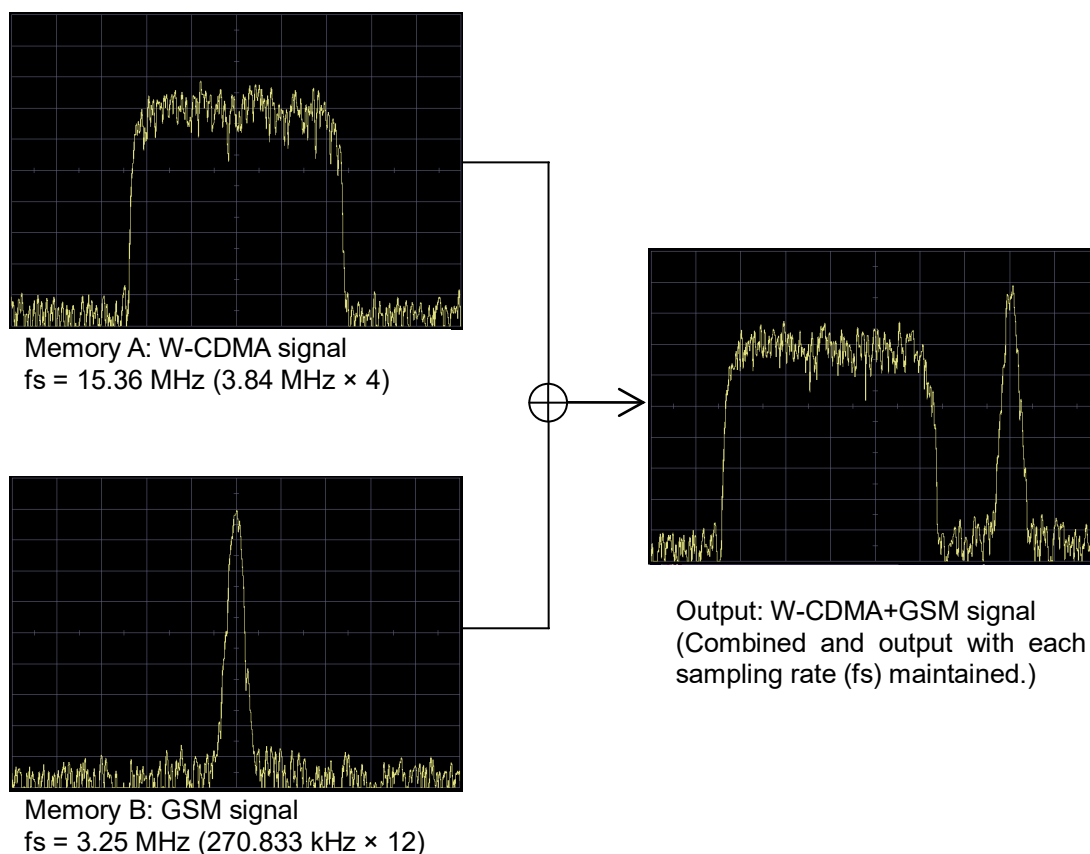 Memory A: W-CDMA signal
fs = 15.36 MHz (3.84 MHz × 4)
Output: W-CDMA+GSM signal
(Combined and output with each
sampling rate (fs) maintained.)
Memory B: GSM signal
fs = 3.25 MHz (270.833 kHz × 12)